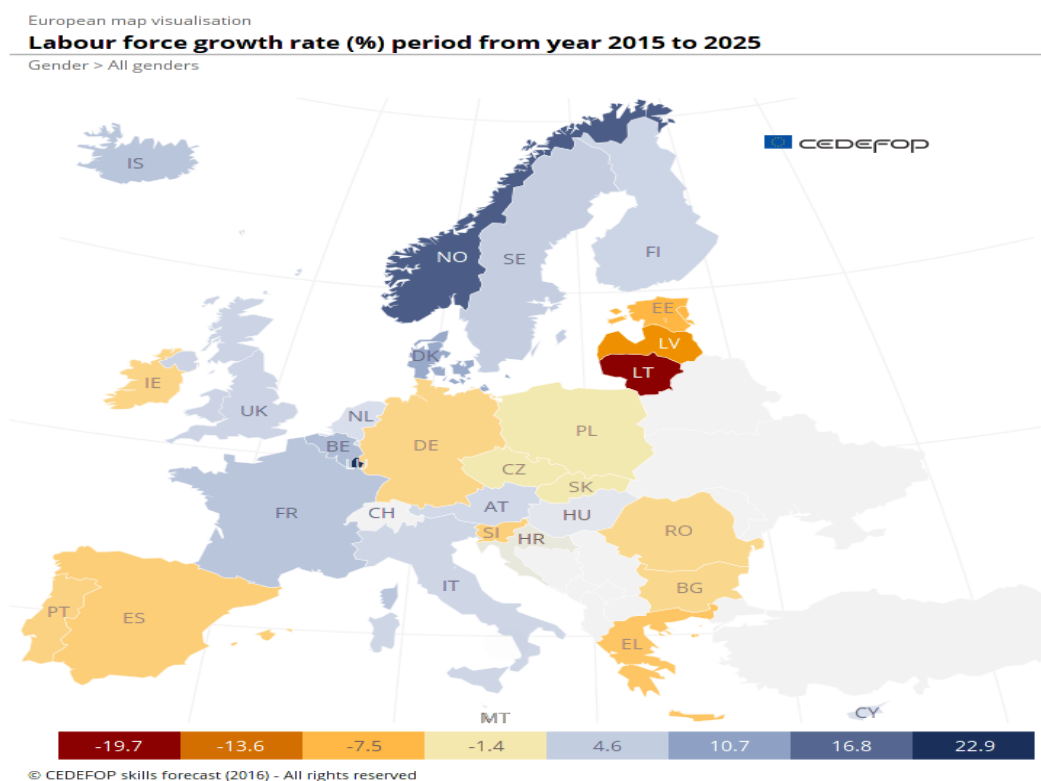 European map visualisation
Labour force growth rate (%) period from year 2015 to 2025
Gender > All genders
CEDEFOP
IS
NO
SE
FI
EE
LV
DK
LT
IE
UK
NL
PL
BE
DE
CZ
LU
SK
AT
FR
CH
HU
SI
HR
RO
IT
BG
PT
ES
EL
CY
MT
-19.7 -13.6 -7.5 -1.4 4.6 10.7 16.8 22.9
© CEDEFOP skills forecast (2016) - All rights reserved